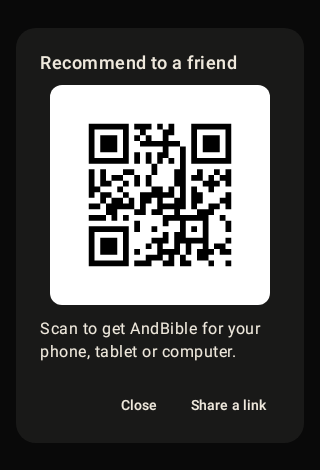 Recommend to a friend
Scan to get AndBible for your
phone, tablet or computer.
Close
Share a link